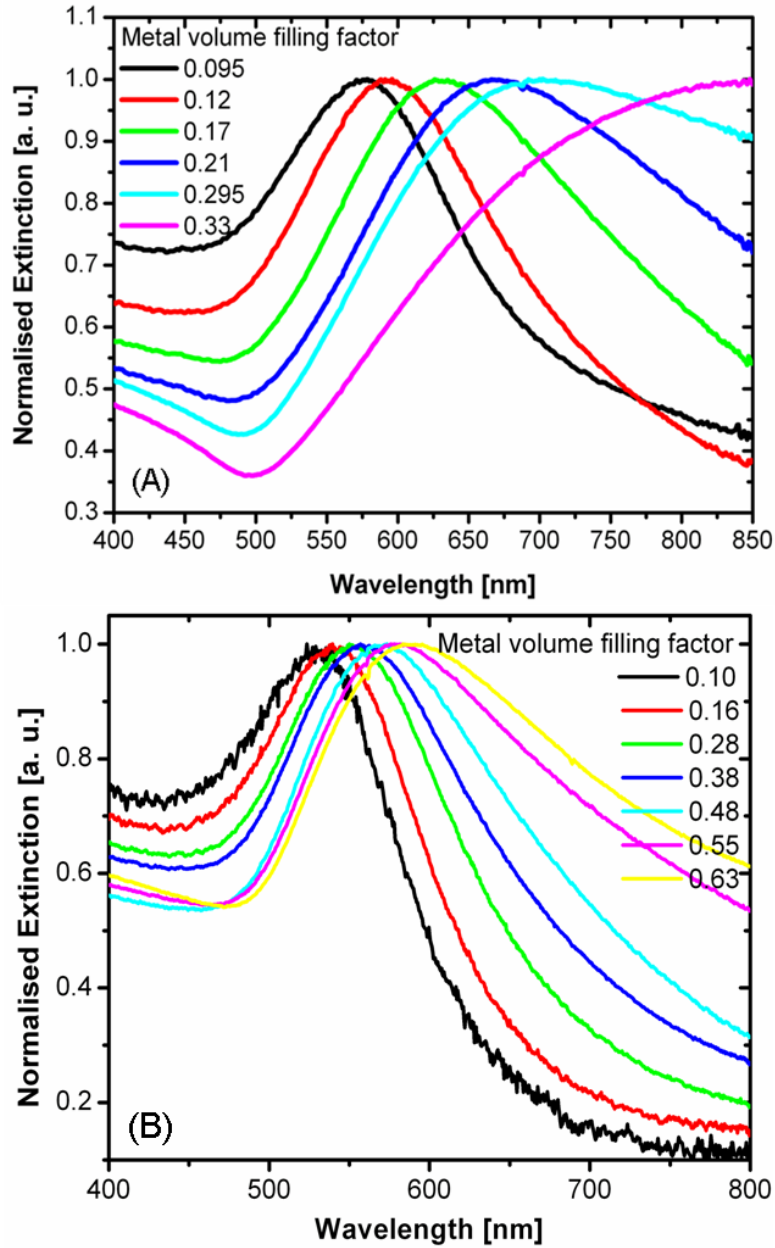 1.1
1.0
0.9
0.8
0.7
0.6
0.5
0.4
0.3
Normalised Extinction [a. u.]
Metal volume filling factor
0.095
0.12
0.17
0.21
0.295
0.33
(A)
400 450 500 550 600 650 700 750 800 850
Wavelength [nm]
1.0
0.8
0.6
0.4
0.2
Normalised Extinction [a. u.]
Metal volume filling factor
0.10
0.16
0.28
0.38
0.48
0.55
0.63
(B)
400 500 600 700 800
Wavelength [nm]